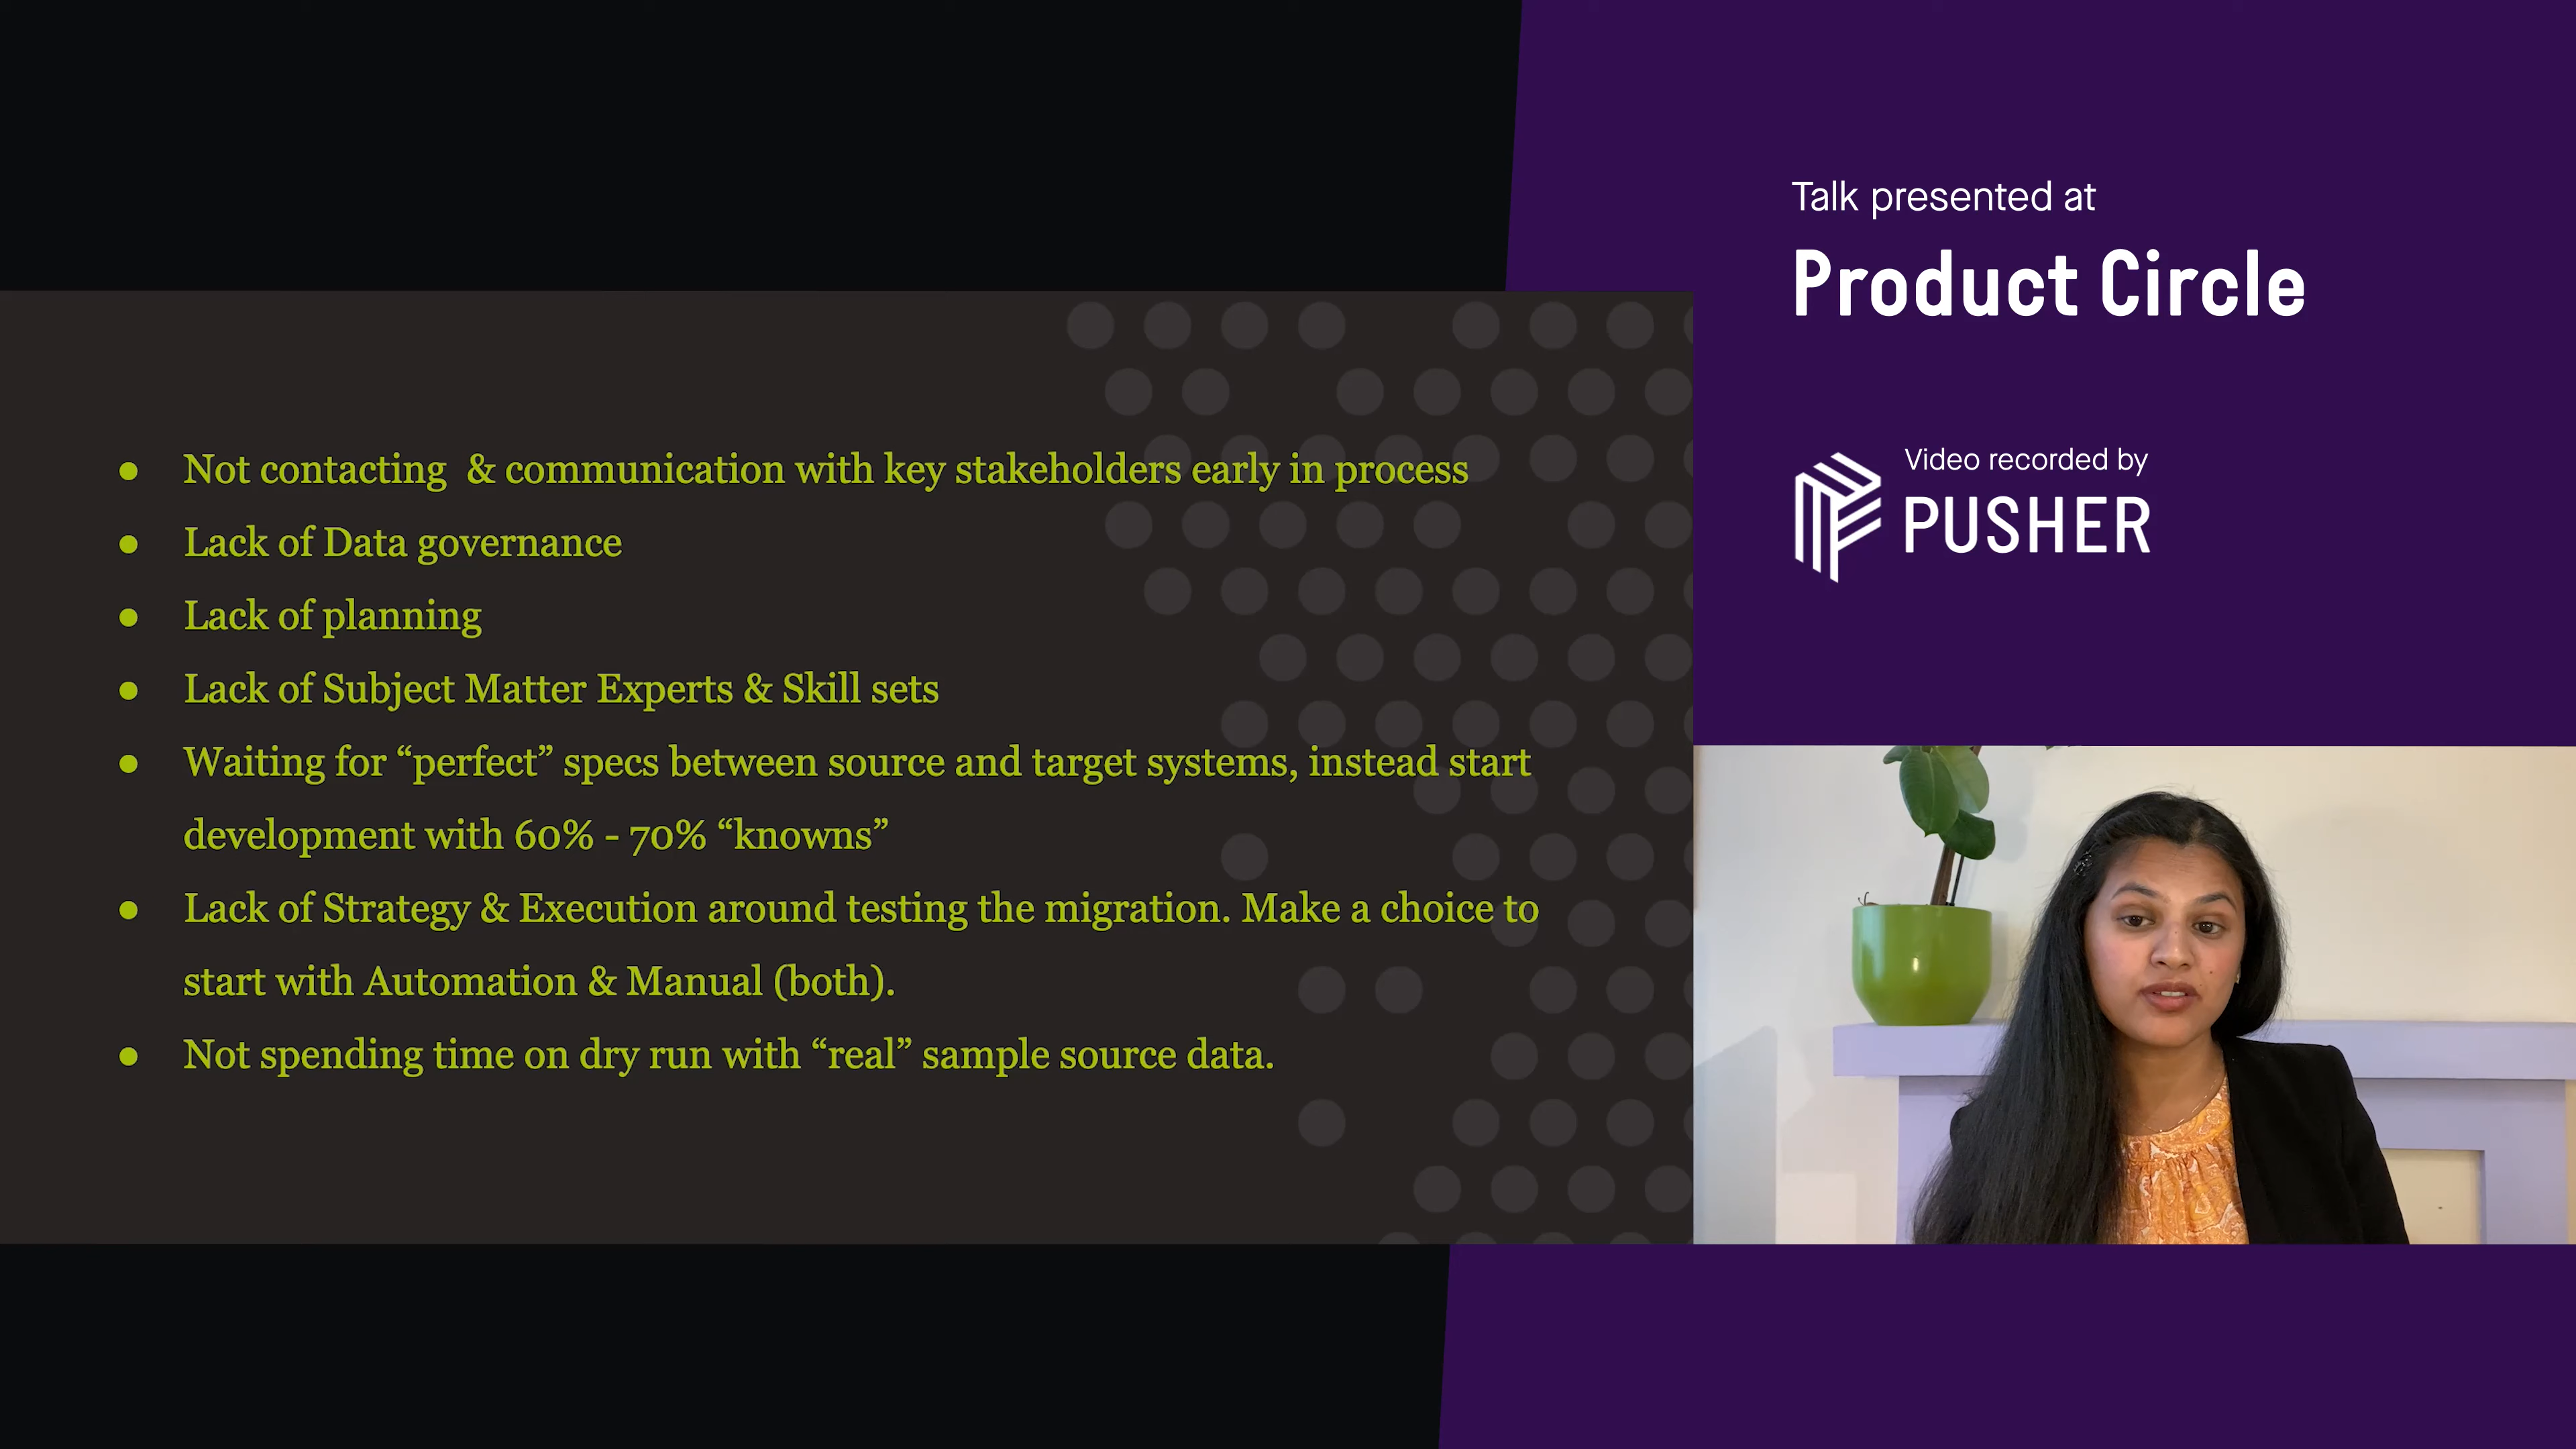 ● Not contacting  & communication with key stakeholders early in process
● Lack of Data governance
● Lack of planning
● Lack of Subject Matter Experts & Skill sets
● Waiting for “perfect” specs between source and target systems, instead start
development with 60% - 70% “knowns”
● Lack of Strategy & Execution around testing the migration. Make a choice to
start with Automation & Manual (both).
● Not spending time on dry run with “real” sample source data.
Talk presented at
Product Circle
Video recorded by
PUSHER